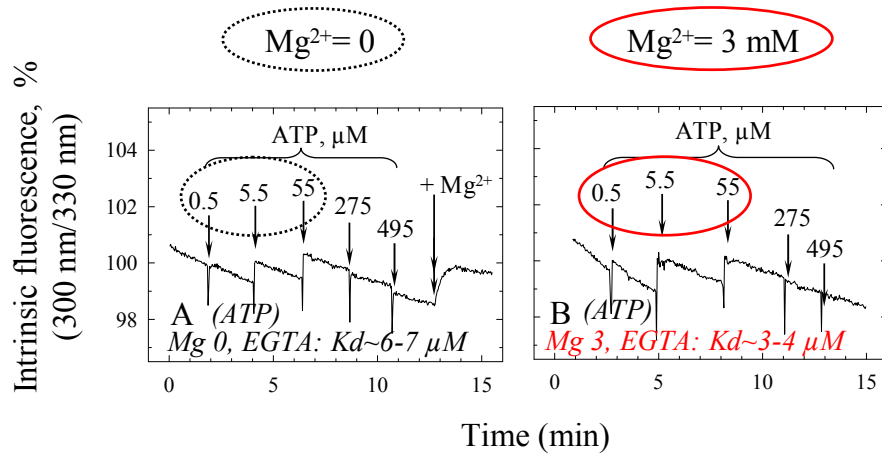 Mg²⁺= 0
Mg²⁺= 3 mM
Intrinsic fluorescence, %
(300 nm/330 nm)
104
102
100
98
ATP, µM
0.5
5.5
55
275
495
+ Mg²⁺
A (ATP)
Mg 0, EGTA: Kd~6-7 µM
0
5
10
15
ATP, µM
0.5
5.5
55
275
495
B (ATP)
Mg 3, EGTA: Kd~3-4 µM
0
5
10
15
Time (min)